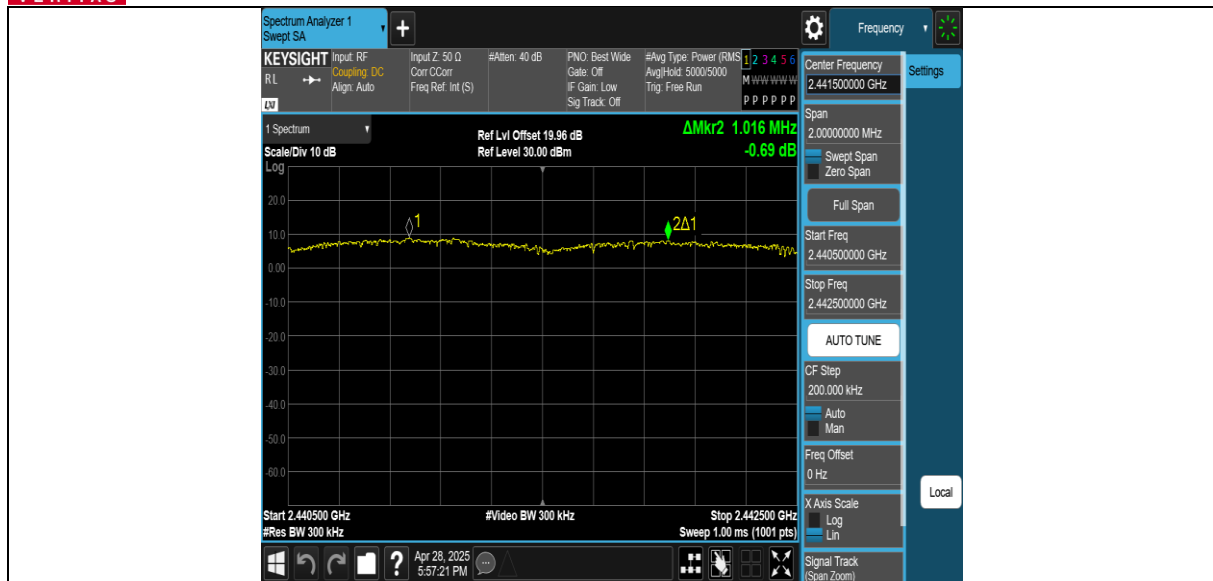 VERITAS
Spectrum Analyzer 1
Swept SA
+
Frequency
KEYSIGHT
RL
LXI
Input: RF
Coupling: DC
Align: Auto
Input Z: 50 Ω
Corr CCorr
Freq Ref: Int (S)
#Atten: 40 dB
PNO: Best Wide
Gate: Off
IF Gain: Low
Sig Track: Off
#Avg Type: Power (RMS
Avg|Hold: 5000/5000
Trig: Free Run
1 2 3 4 5 6
M W W W W W
P P P P P P
1 Spectrum
Scale/Div 10 dB
Log
Ref Lvl Offset 19.96 dB
Ref Level 30.00 dBm
ΔMkr2 1.016 MHz
-0.69 dB
1
2Δ1
20.0
10.0
0.00
-10.0
-20.0
-30.0
-40.0
-50.0
-60.0
Start 2.440500 GHz
#Res BW 300 kHz
#Video BW 300 kHz
Stop 2.442500 GHz
Sweep 1.00 ms (1001 pts)
?
Apr 28, 2025
5:57:21 PM
Center Frequency
2.441500000 GHz
Settings
Span
2.00000000 MHz
Swept Span
Zero Span
Full Span
Start Freq
2.440500000 GHz
Stop Freq
2.442500000 GHz
AUTO TUNE
CF Step
200.000 kHz
Auto
Man
Freq Offset
0 Hz
X Axis Scale
Log
Lin
Local
Signal Track
(Span Zoom)